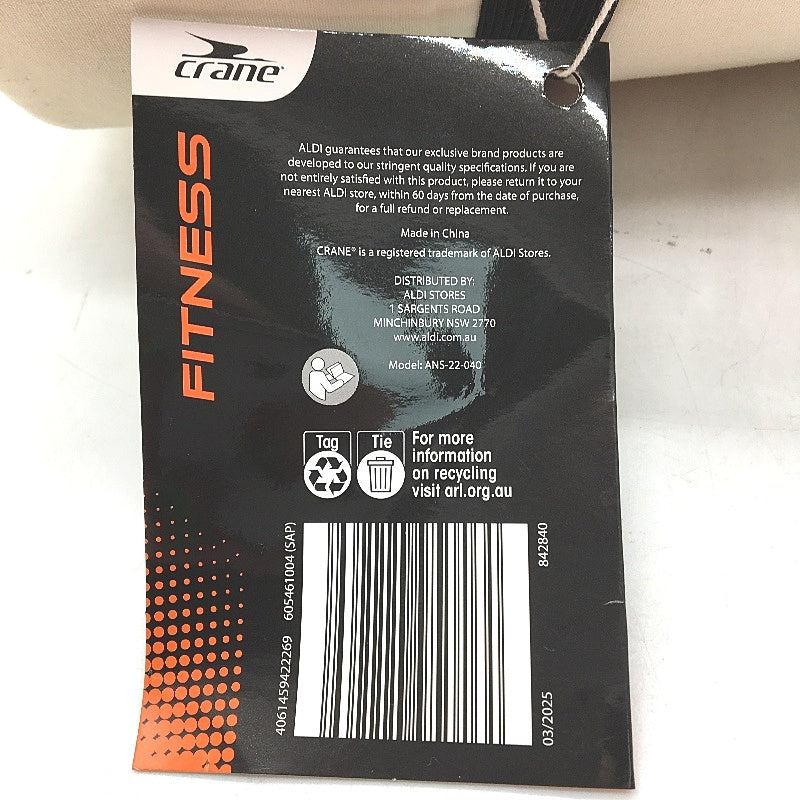 crane®
FITNESS
ALDI guarantees that our exclusive brand products are
developed to our stringent quality specifications. If you are
not entirely satisfied with this product, please return it to your
nearest ALDI store, within 60 days from the date of purchase,
for a full refund or replacement.
Made in China
CRANE® is a registered trademark of ALDI Stores.
DISTRIBUTED BY:
ALDI STORES
1 SARGENTS ROAD
MINCHINBURY NSW 2770
www.aldi.com.au
Model: ANS-22-040
Tag
Tie
For more
information
on recycling
visit arl.org.au
4061459422269
605461004 (SAP)
842840
03/2025